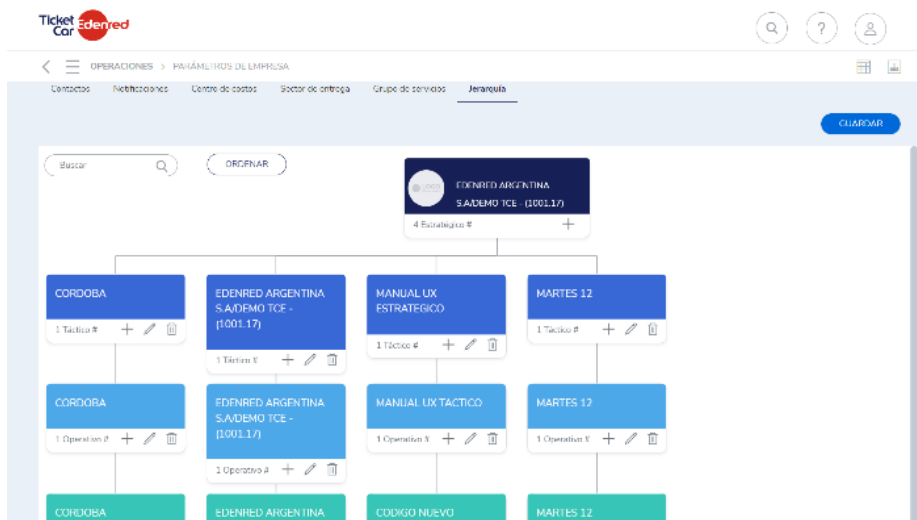 Ticket
Car
Edenred
?
OPERACIONES > PARÁMETROS DE EMPRESA
Contactos Notificaciones Centro de costos Sector de entrega Grupo de servicios Jerarquía
GUARDAR
Buscar
ORDENAR
LOGO
EDENRED ARGENTINA
S.A/DEMO TCE - (1001.17)
4 Estratégico #
CORDOBA
1 Táctico #
EDENRED ARGENTINA
S.A/DEMO TCE -
(1001.17)
1 Táctico #
MANUAL UX
ESTRATEGICO
1 Táctico #
MARTES 12
1 Táctico #
CORDOBA
1 Operativo #
EDENRED ARGENTINA
S.A/DEMO TCE -
(1001.17)
1 Operativo #
MANUAL UX TACTICO
1 Operativo #
MARTES 12
1 Operativo #
CORDOBA
EDENRED ARGENTINA
CODIGO NUEVO
MARTES 12